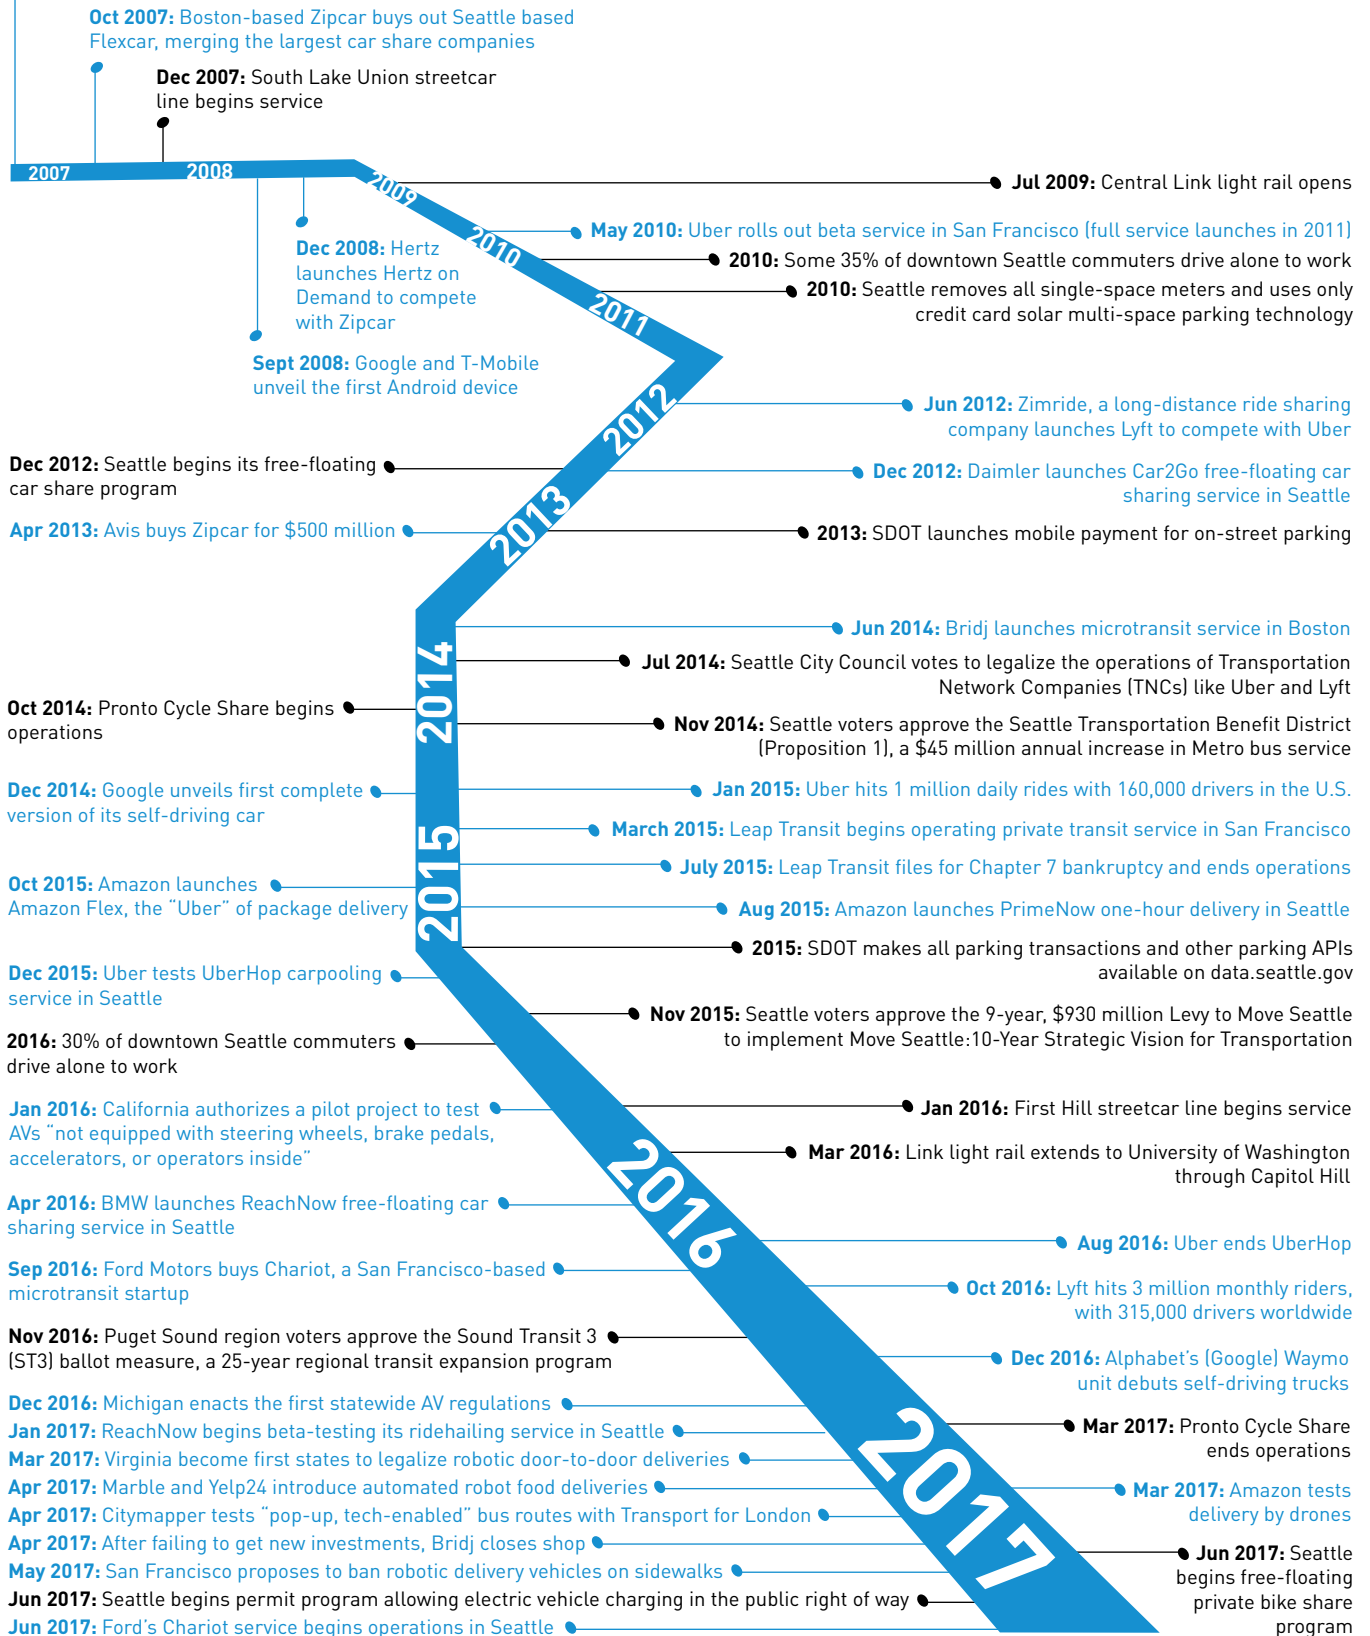 Oct 2007: Boston-based Zipcar buys out Seattle based
Flexcar, merging the largest car share companies
Dec 2007: South Lake Union streetcar
line begins service
2007
2008
2009
Jul 2009: Central Link light rail opens
May 2010: Uber rolls out beta service in San Francisco (full service launches in 2011)
2010
Dec 2008: Hertz
launches Hertz on
Demand to compete
with Zipcar
2010: Some 35% of downtown Seattle commuters drive alone to work
2010: Seattle removes all single-space meters and uses only
credit card solar multi-space parking technology
2011
Sept 2008: Google and T-Mobile
unveil the first Android device
2012
Jun 2012: Zimride, a long-distance ride sharing
company launches Lyft to compete with Uber
Dec 2012: Seattle begins its free-floating
car share program
Dec 2012: Daimler launches Car2Go free-floating car
sharing service in Seattle
2013
Apr 2013: Avis buys Zipcar for $500 million
2013: SDOT launches mobile payment for on-street parking
Jun 2014: Bridj launches microtransit service in Boston
2014
Jul 2014: Seattle City Council votes to legalize the operations of Transportation
Network Companies (TNCs) like Uber and Lyft
Oct 2014: Pronto Cycle Share begins
operations
Nov 2014: Seattle voters approve the Seattle Transportation Benefit District
(Proposition 1), a $45 million annual increase in Metro bus service
Dec 2014: Google unveils first complete
version of its self-driving car
Jan 2015: Uber hits 1 million daily rides with 160,000 drivers in the U.S.
2015
March 2015: Leap Transit begins operating private transit service in San Francisco
July 2015: Leap Transit files for Chapter 7 bankruptcy and ends operations
Oct 2015: Amazon launches
Amazon Flex, the “Uber” of package delivery
Aug 2015: Amazon launches PrimeNow one-hour delivery in Seattle
2015: SDOT makes all parking transactions and other parking APIs
available on data.seattle.gov
Dec 2015: Uber tests UberHop carpooling
service in Seattle
Nov 2015: Seattle voters approve the 9-year, $930 million Levy to Move Seattle
to implement Move Seattle:10-Year Strategic Vision for Transportation
2016: 30% of downtown Seattle commuters
drive alone to work
Jan 2016: California authorizes a pilot project to test
AVs “not equipped with steering wheels, brake pedals,
accelerators, or operators inside”
Jan 2016: First Hill streetcar line begins service
Mar 2016: Link light rail extends to University of Washington
through Capitol Hill
2016
Apr 2016: BMW launches ReachNow free-floating car
sharing service in Seattle
Aug 2016: Uber ends UberHop
Sep 2016: Ford Motors buys Chariot, a San Francisco-based
microtransit startup
Oct 2016: Lyft hits 3 million monthly riders,
with 315,000 drivers worldwide
Nov 2016: Puget Sound region voters approve the Sound Transit 3
(ST3) ballot measure, a 25-year regional transit expansion program
Dec 2016: Alphabet’s (Google) Waymo
unit debuts self-driving trucks
Dec 2016: Michigan enacts the first statewide AV regulations
Jan 2017: ReachNow begins beta-testing its ridehailing service in Seattle
Mar 2017: Pronto Cycle Share
ends operations
2017
Mar 2017: Virginia become first states to legalize robotic door-to-door deliveries
Apr 2017: Marble and Yelp24 introduce automated robot food deliveries
Mar 2017: Amazon tests
delivery by drones
Apr 2017: Citymapper tests “pop-up, tech-enabled” bus routes with Transport for London
Apr 2017: After failing to get new investments, Bridj closes shop
May 2017: San Francisco proposes to ban robotic delivery vehicles on sidewalks
Jun 2017: Seattle
begins free-floating
private bike share
program
Jun 2017: Seattle begins permit program allowing electric vehicle charging in the public right of way
Jun 2017: Ford’s Chariot service begins operations in Seattle